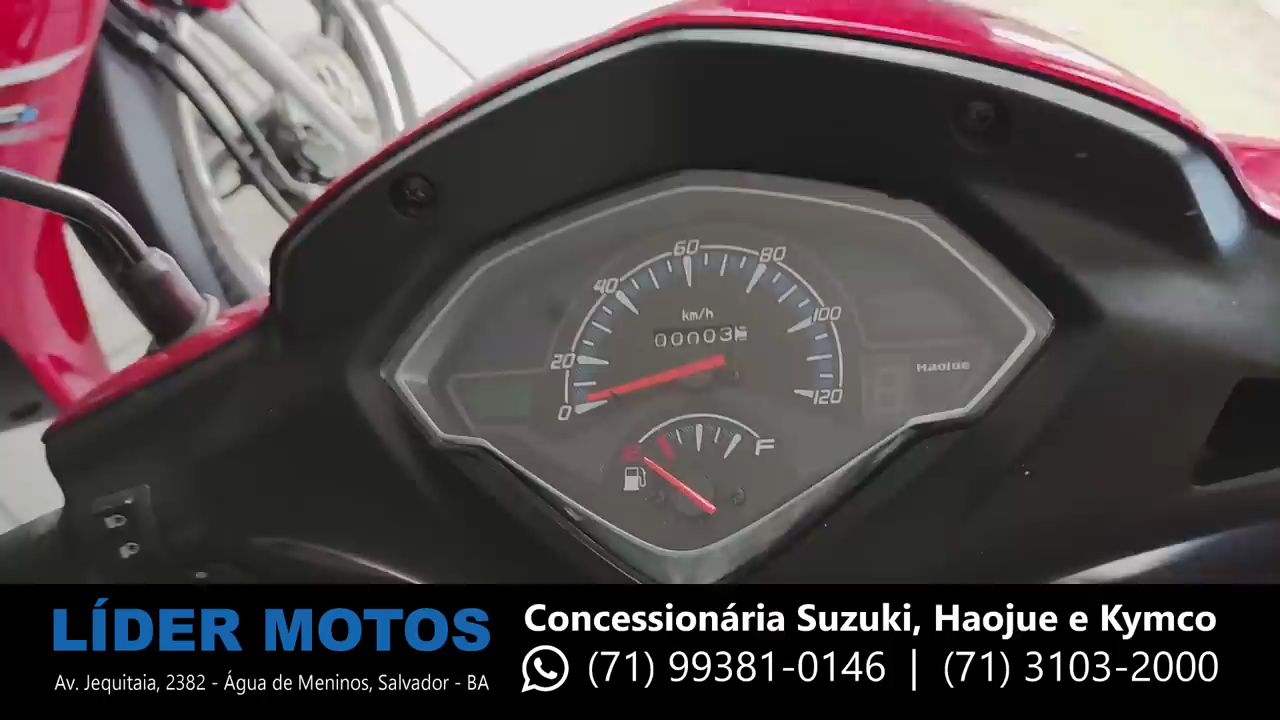 60
80
40
100
km/h
00003
20
Haojue
0
120
E
F
LÍDER MOTOS
Av. Jequitaia, 2382 - Água de Meninos, Salvador - BA
Concessionária Suzuki, Haojue e Kymco
(71) 99381-0146 | (71) 3103-2000